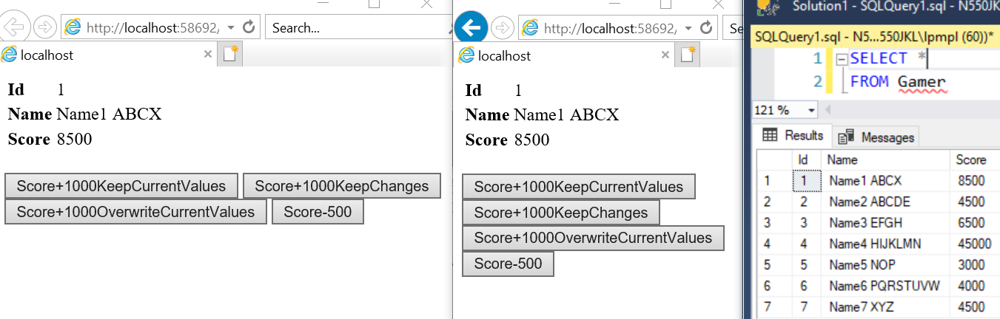 http://localhost:58692/
Search...
localhost
Id 1
Name Name1 ABCX
Score 8500
Score+1000KeepCurrentValues Score+1000KeepChanges
Score+1000OverwriteCurrentValues Score-500
http://localhost:58692/
Se
localhost
Id 1
Name Name1 ABCX
Score 8500
Score+1000KeepCurrentValues
Score+1000KeepChanges
Score+1000OverwriteCurrentValues
Score-500
Solution1 - SQLQuery1.sql - N550JK
SQLQuery1.sql - N5...550JKL\lpmpl (60))*
1 SELECT *
2 FROM Gamer
121 %
Results Messages
Id Name Score
1 1 Name1 ABCX 8500
2 2 Name2 ABCDE 4500
3 3 Name3 EFGH 6500
4 4 Name4 HIJKLMN 45000
5 5 Name5 NOP 3000
6 6 Name6 PQRSTUVW 4000
7 7 Name7 XYZ 4500